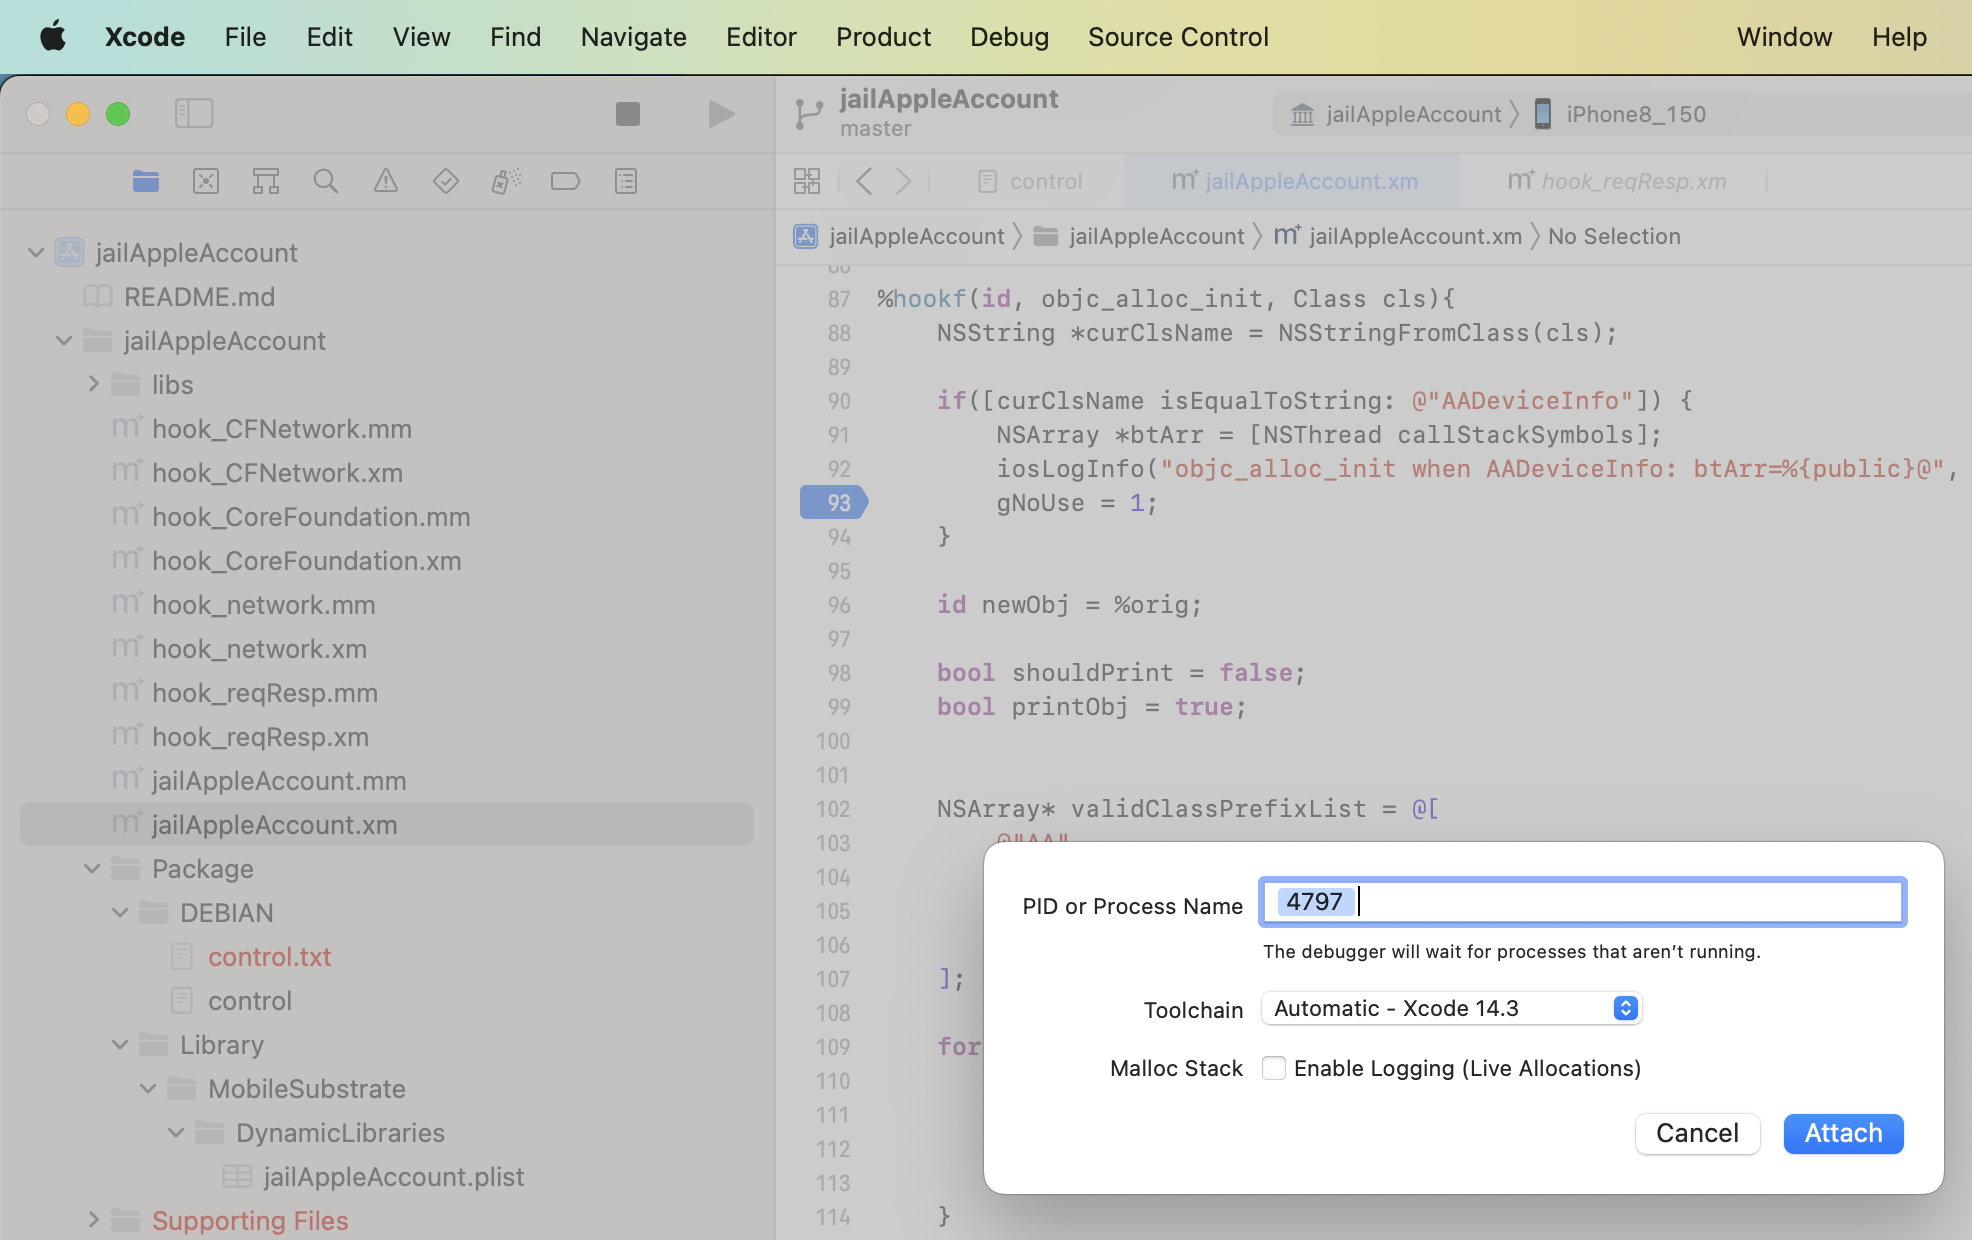 Xcode File Edit View Find Navigate Editor Product Debug Source Control Window Help
jailAppleAccount
master
jailAppleAccount iPhone8_150
control jailAppleAccount.xm hook_reqResp.xm
jailAppleAccount jailAppleAccount jailAppleAccount.xm No Selection
jailAppleAccount
README.md
jailAppleAccount
libs
hook_CFNetwork.mm
hook_CFNetwork.xm
hook_CoreFoundation.mm
hook_CoreFoundation.xm
hook_network.mm
hook_network.xm
hook_reqResp.mm
hook_reqResp.xm
jailAppleAccount.mm
jailAppleAccount.xm
Package
DEBIAN
control.txt
control
Library
MobileSubstrate
DynamicLibraries
jailAppleAccount.plist
Supporting Files
87 %hookf(id, objc_alloc_init, Class cls){
88 NSString *curClsName = NSStringFromClass(cls);
89
90 if([curClsName isEqualToString: @"AADeviceInfo"]) {
91 NSArray *btArr = [NSThread callStackSymbols];
92 iosLogInfo("objc_alloc_init when AADeviceInfo: btArr=%{public}@",
93 gNoUse = 1;
94 }
95
96 id newObj = %orig;
97
98 bool shouldPrint = false;
99 bool printObj = true;
100
101
102 NSArray* validClassPrefixList = @[
103 @"AA"
104
105
106
107 ];
108
109 for
110
111
112
113
114 }
PID or Process Name 4797
The debugger will wait for processes that aren't running.
Toolchain Automatic - Xcode 14.3
Malloc Stack Enable Logging (Live Allocations)
Cancel Attach